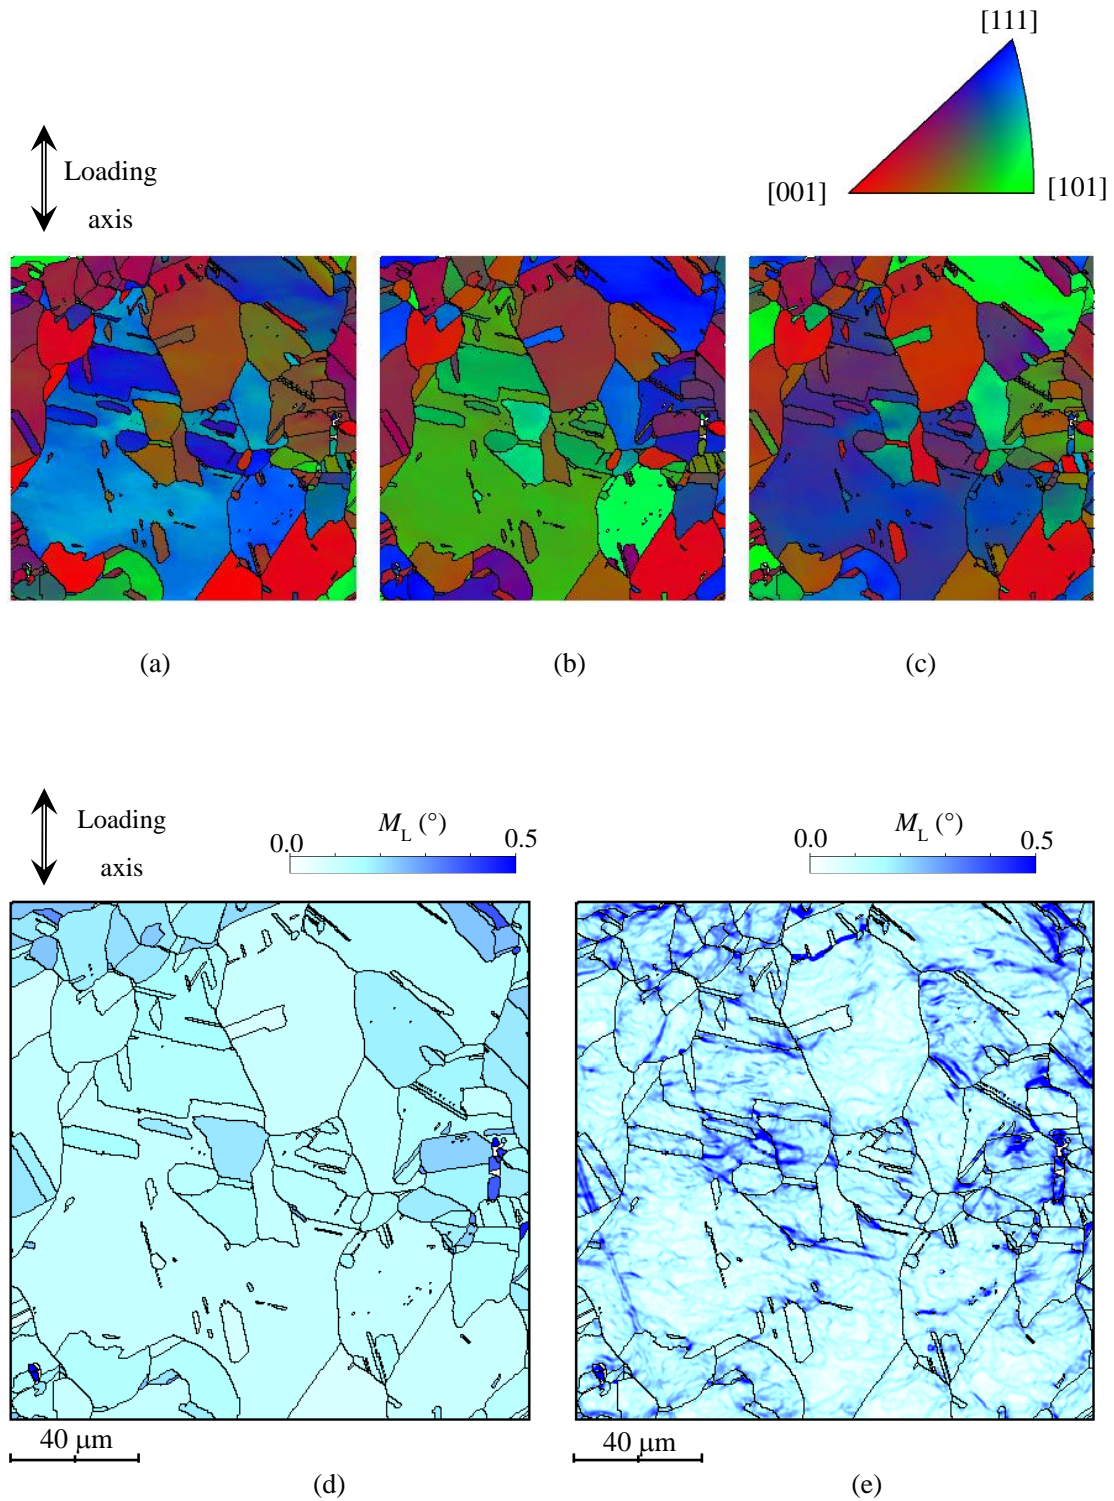 [111]
Loading
axis
[001]
[101]
(a)
(b)
(c)
Loading
axis
0.0
M_L (°)
0.5
0.0
M_L (°)
0.5
40 μm
40 μm
(d)
(e)